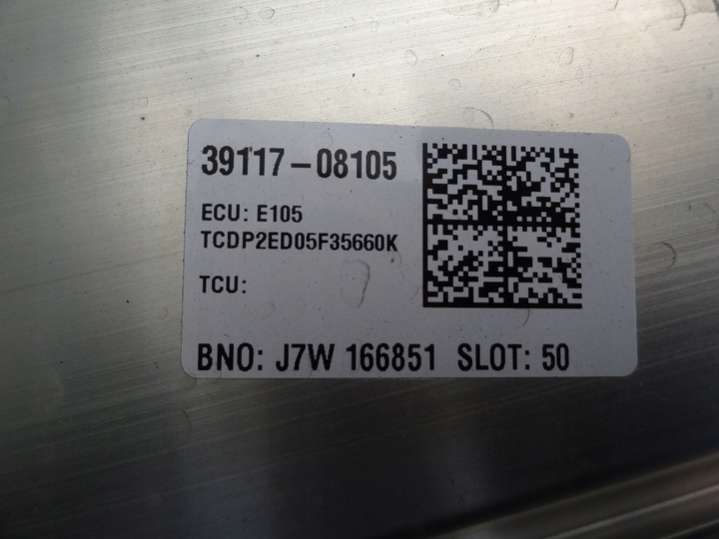 39117-08105
ECU: E105
TCDP2ED05F35660K
TCU:
BNO: J7W 166851 SLOT: 50